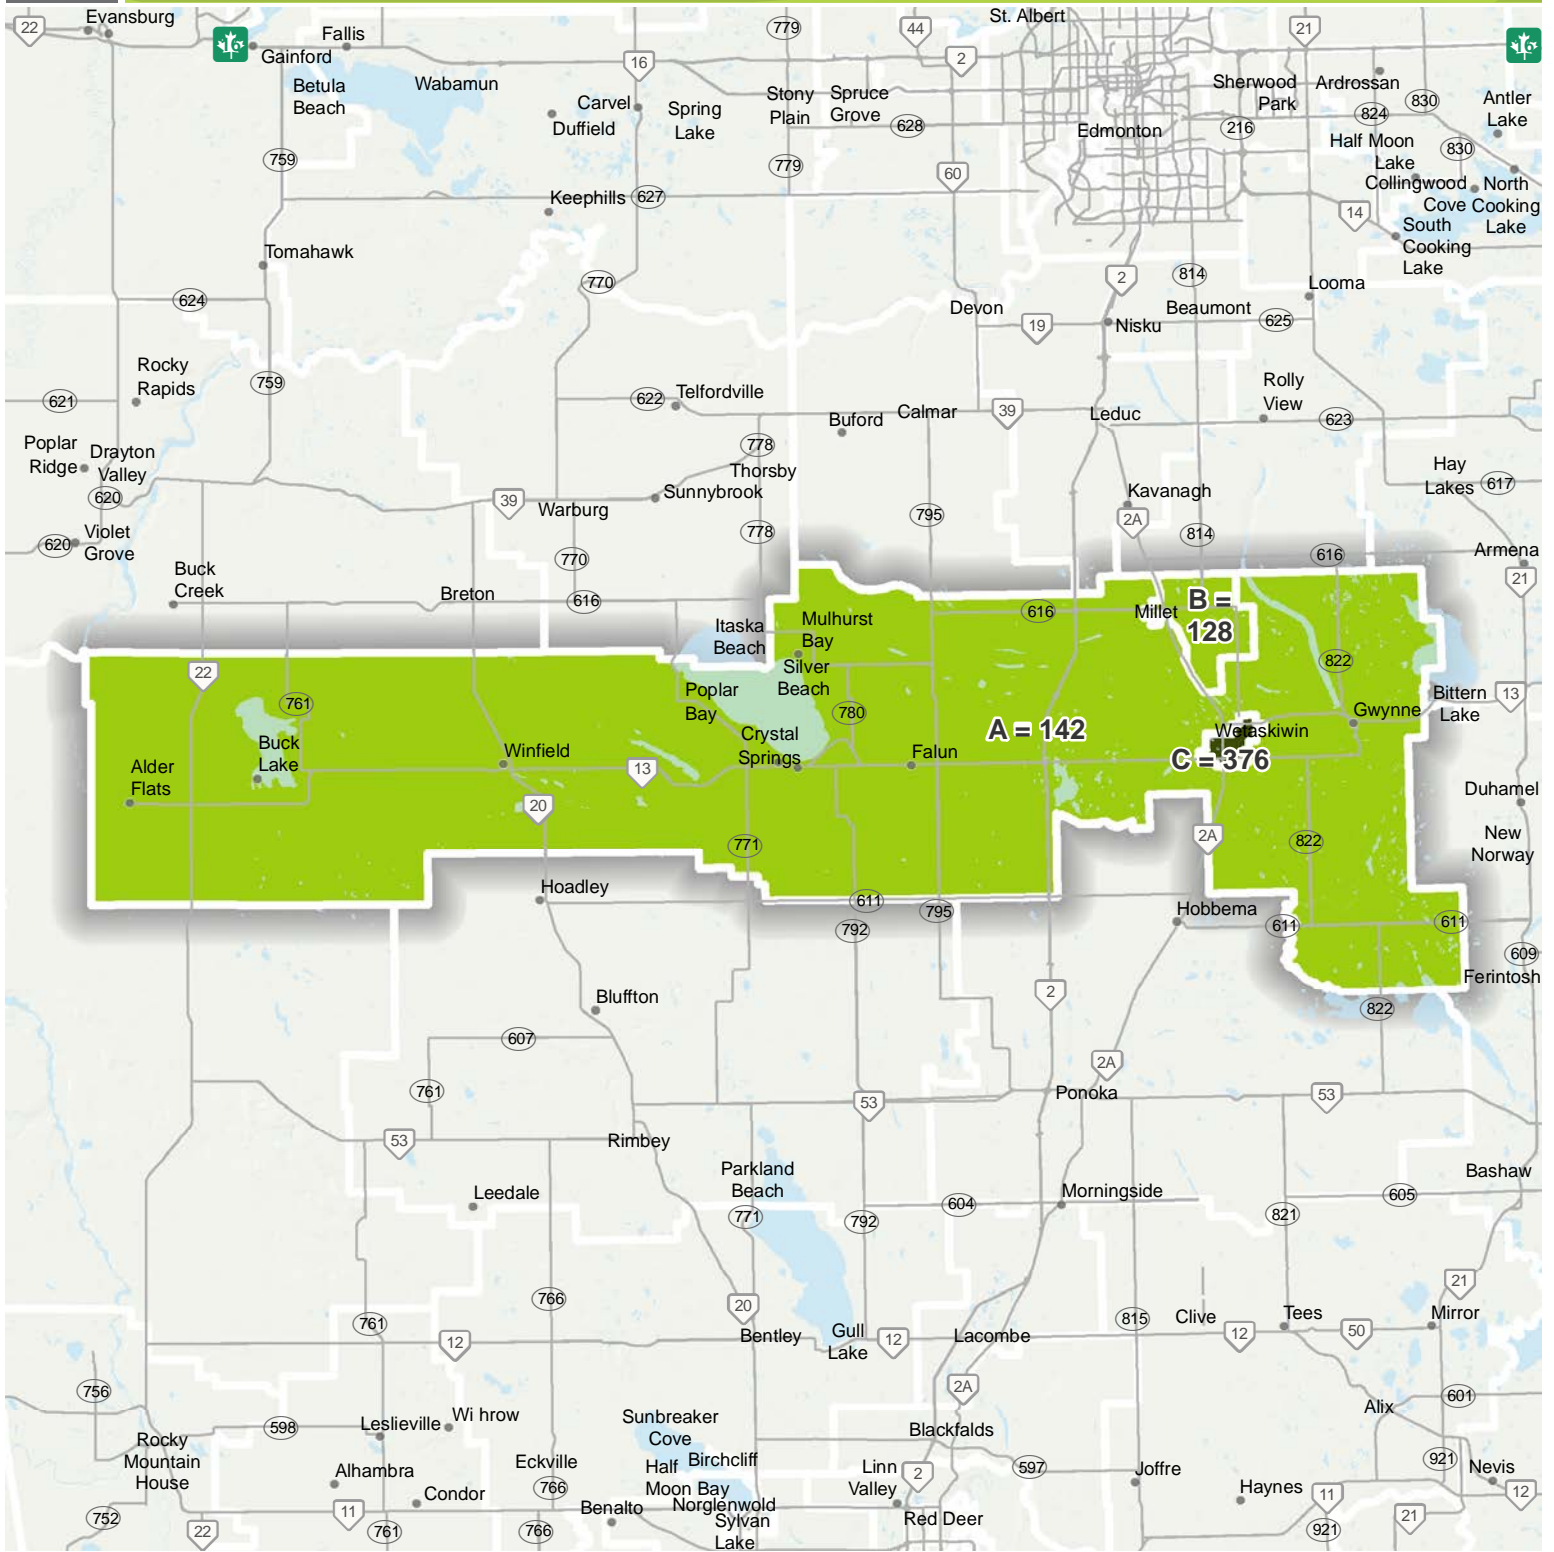 22
Evansburg
16
Gainford
Fallis
Betula
Beach
Wabamun
16
Carvel
Duffield
Spring
Lake
779
Stony
Plain
Spruce
Grove
44
2
St. Albert
628
779
60
Edmonton
21
Sherwood
Park
216
Ardrossan
830
824
16
Antler
Lake
Half Moon
Lake
830
Collingwood
Cove
North
Cooking
Lake
14
South
Cooking
Lake
759
Keephills
627
Tomahawk
770
624
2
814
Looma
Devon
19
Nisku
Beaumont
625
Rocky
Rapids
759
621
622
Telfordville
Buford
Calmar
39
Leduc
Rolly
View
623
Poplar
Ridge
Drayton
Valley
620
778
Thorsby
Sunnybrook
39
Warburg
Hay
Lakes
617
Kavanagh
2A
795
814
620
Violet
Grove
778
770
616
Armena
21
Buck
Creek
Breton
616
Itaska
Beach
Mulhurst
Bay
616
Millet
B =
128
22
761
Silver
Beach
822
Poplar
Bay
780
Bittern
Lake
13
Gwynne
A = 142
Wetaskiwin
C = 376
Crystal
Springs
Falun
Buck
Lake
Winfield
13
Alder
Flats
20
Duhamel
771
2A
822
New
Norway
Hoadley
611
795
792
Hobbema
611
611
609
Ferintosh
Bluffton
2
822
607
761
2A
53
Ponoka
53
53
Rimbey
Parkland
Beach
Bashaw
Leedale
771
792
604
Morningside
605
821
766
20
761
12
Bentley
Gull
Lake
12
Lacombe
815
Clive
12
Tees
50
21
Mirror
756
2A
601
Alix
598
Leslieville
Wi hrow
Sunbreaker
Cove
Birchcliff
Blackfalds
Rocky
Mountain
House
Alhambra
Condor
Eckville
766
Half
Moon Bay
Norglenwold
Sylvan
Lake
Benalto
Linn
Valley
2
597
Joffre
Red Deer
Haynes
11
921
Nevis
12
752
22
11
761
766
921
21